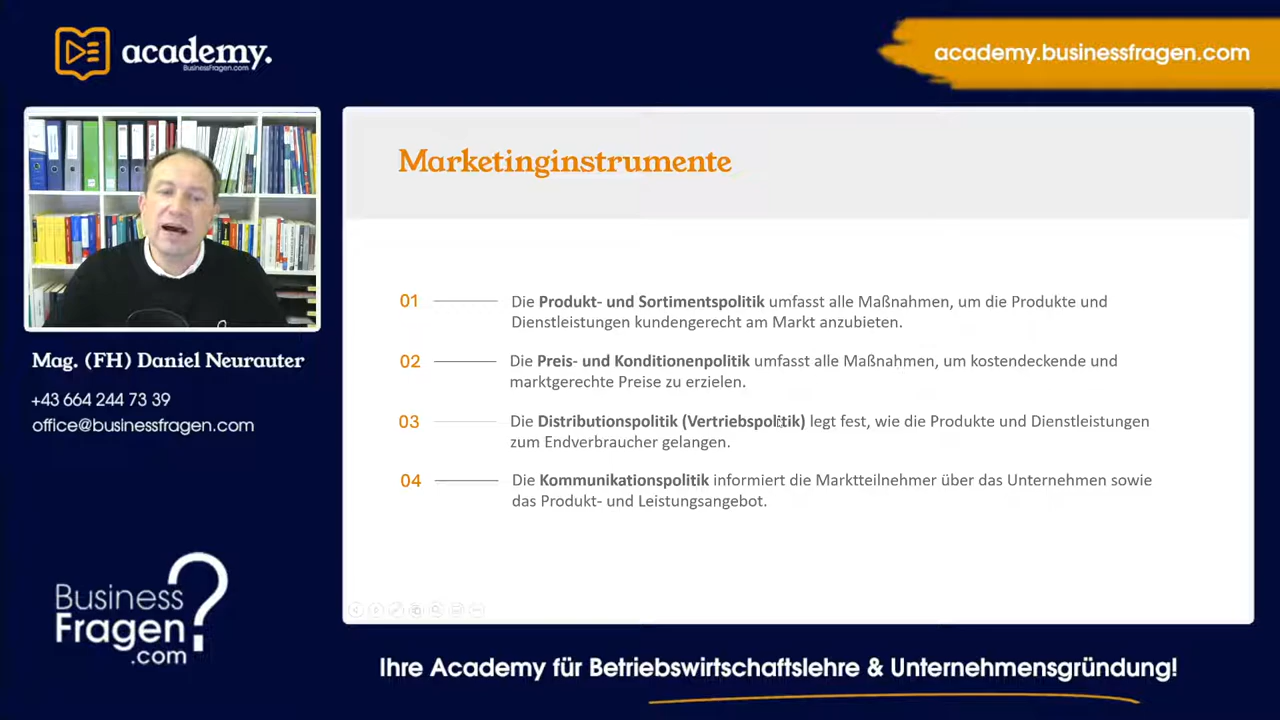 academy.
BusinessFragen.com
academy.businessfragen.com
Marketinginstrumente
01 Die Produkt- und Sortimentspolitik umfasst alle Maßnahmen, um die Produkte und
Dienstleistungen kundengerecht am Markt anzubieten.
02 Die Preis- und Konditionenpolitik umfasst alle Maßnahmen, um kostendeckende und
marktgerechte Preise zu erzielen.
03 Die Distributionspolitik (Vertriebspolitik) legt fest, wie die Produkte und Dienstleistungen
zum Endverbraucher gelangen.
04 Die Kommunikationspolitik informiert die Marktteilnehmer über das Unternehmen sowie
das Produkt- und Leistungsangebot.
Mag. (FH) Daniel Neurauter
+43 664 244 73 39
office@businessfragen.com
Business
Fragen ?
.com
Ihre Academy für Betriebswirtschaftslehre & Unternehmensgründung!